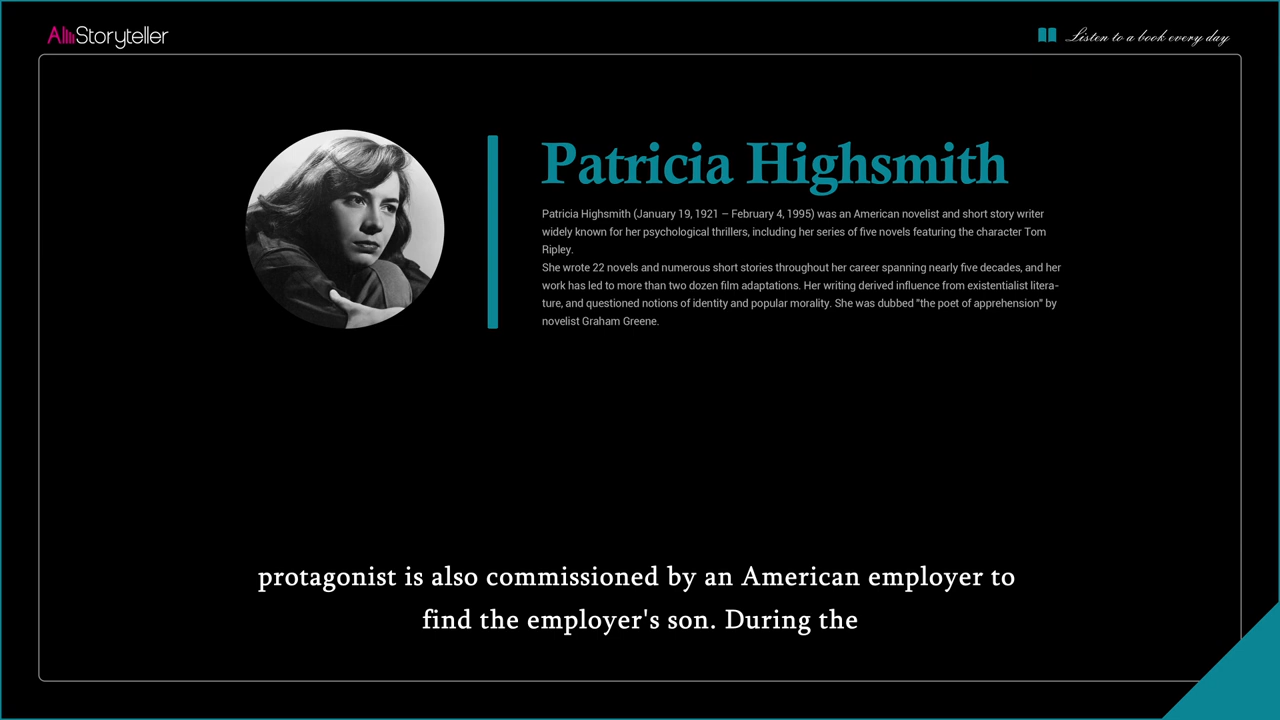 AllStoryteller
Listen to a book every day
Patricia Highsmith
Patricia Highsmith (January 19, 1921 – February 4, 1995) was an American novelist and short story writer
widely known for her psychological thrillers, including her series of five novels featuring the character Tom
Ripley.
She wrote 22 novels and numerous short stories throughout her career spanning nearly five decades, and her
work has led to more than two dozen film adaptations. Her writing derived influence from existentialist litera-
ture, and questioned notions of identity and popular morality. She was dubbed "the poet of apprehension" by
novelist Graham Greene.
protagonist is also commissioned by an American employer to
find the employer's son. During the